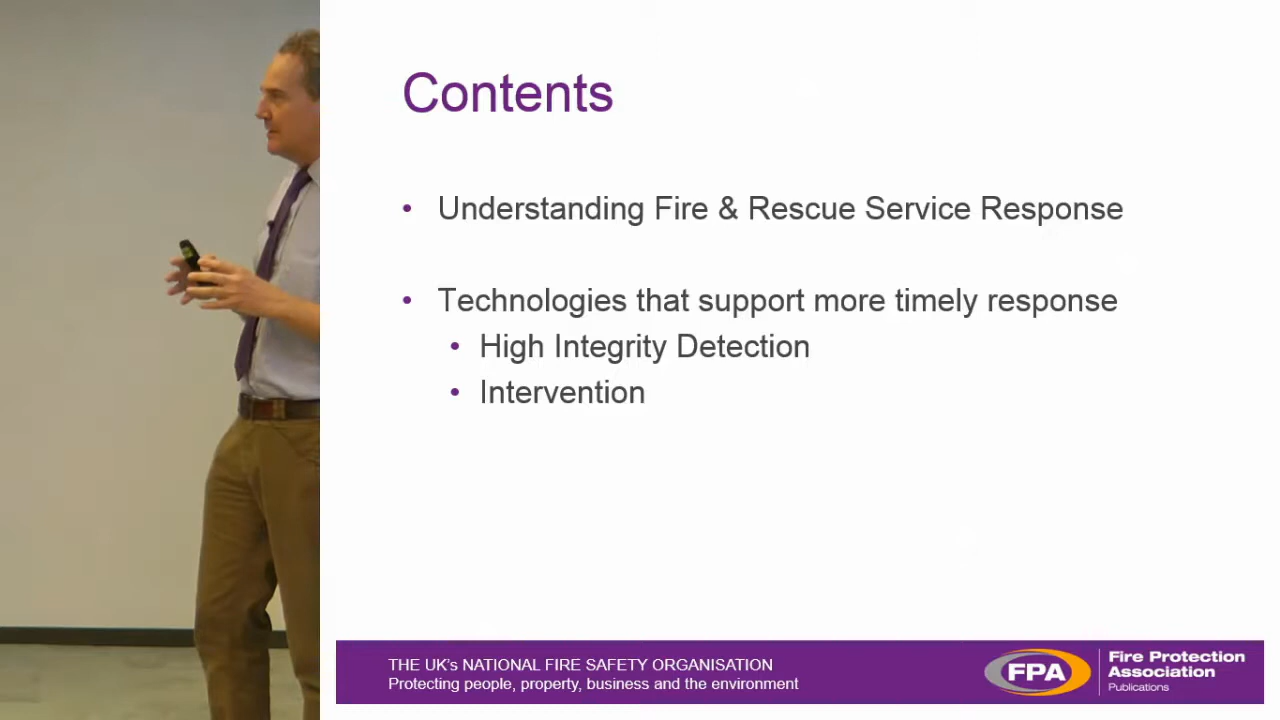 Contents
• Understanding Fire & Rescue Service Response
• Technologies that support more timely response
• High Integrity Detection
• Intervention
THE UK's NATIONAL FIRE SAFETY ORGANISATION
Protecting people, property, business and the environment
FPA
Fire Protection
Association
Publications